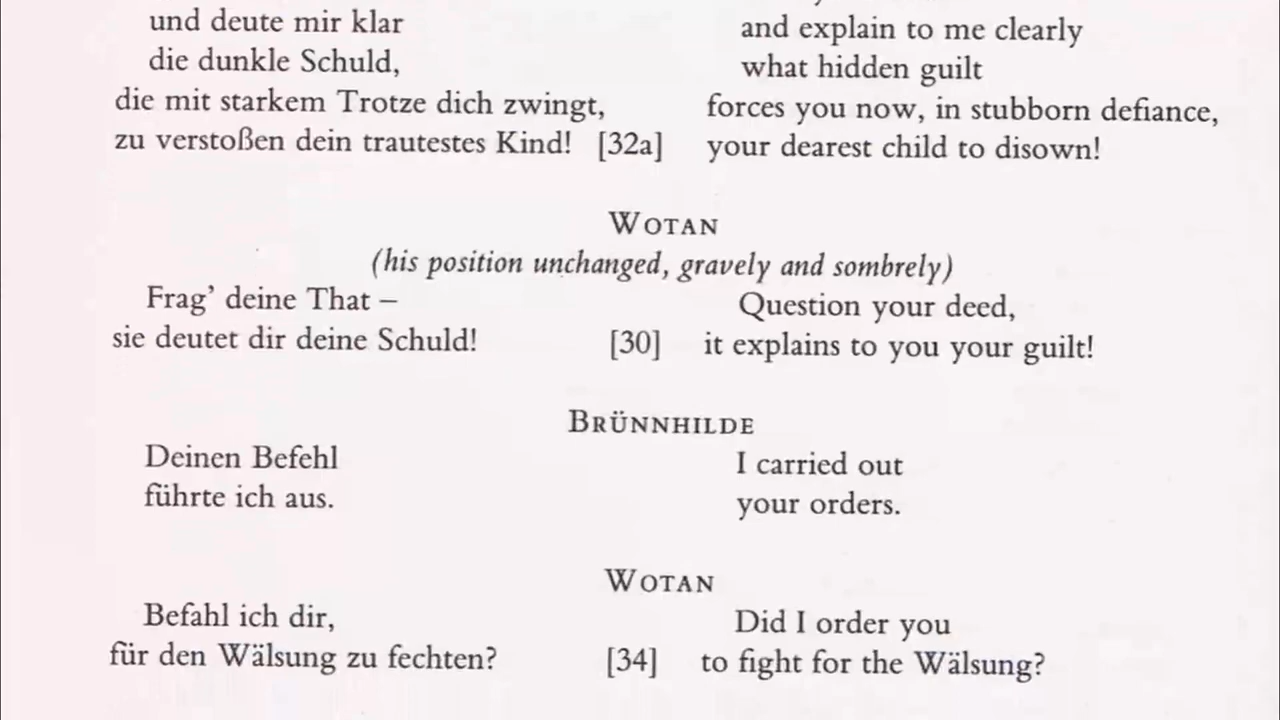 und deute mir klar
die dunkle Schuld,
die mit starkem Trotze dich zwingt,
zu verstoßen dein trautestes Kind! [32a]
and explain to me clearly
what hidden guilt
forces you now, in stubborn defiance,
your dearest child to disown!
WOTAN
(his position unchanged, gravely and sombrely)
Frag’ deine That –
sie deutet dir deine Schuld! [30]
Question your deed,
it explains to you your guilt!
BRÜNNHILDE
Deinen Befehl
führte ich aus.
I carried out
your orders.
WOTAN
Befahl ich dir,
für den Wälsung zu fechten? [34]
Did I order you
to fight for the Wälsung?